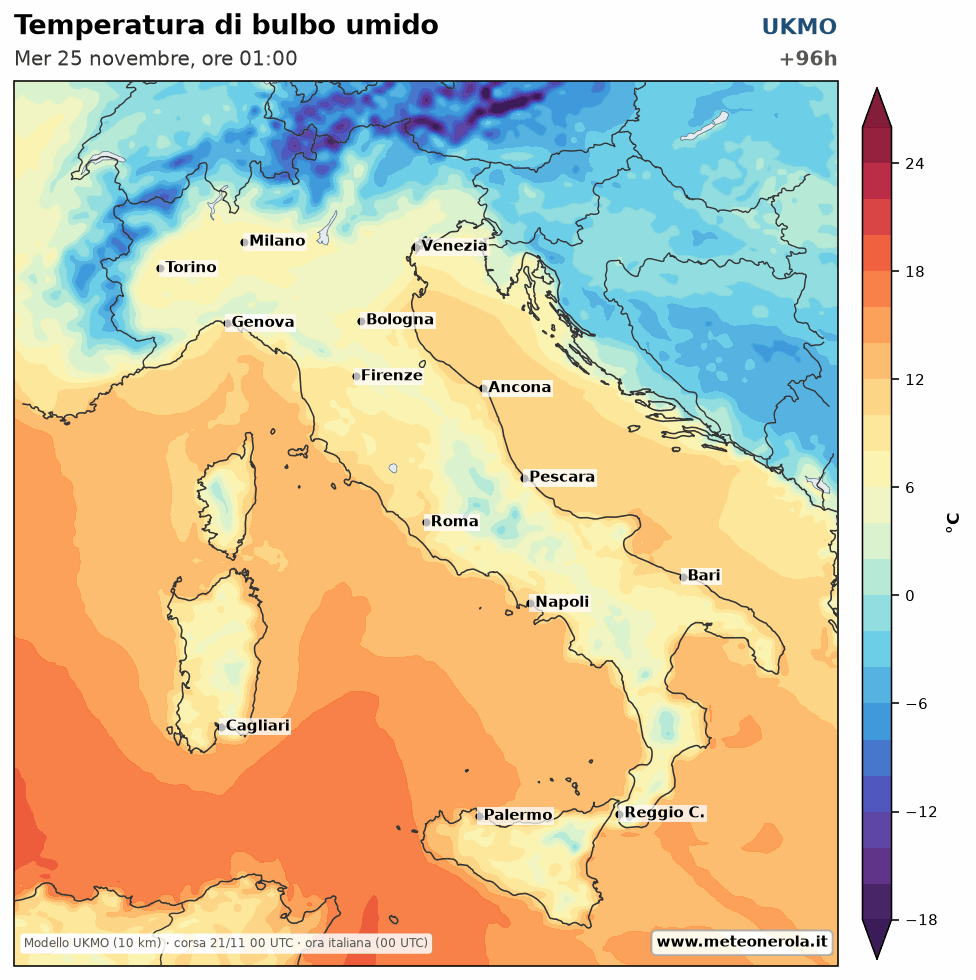 Temperatura di bulbo umido
UKMO
Mer 25 novembre, ore 01:00
+96h
Milano
Venezia
Torino
Genova
Bologna
Firenze
Ancona
Pescara
Roma
Bari
Napoli
Cagliari
Palermo
Reggio C.
24
18
12
6
0
−6
−12
−18
°C
Modello UKMO (10 km) · corsa 21/11 00 UTC · ora italiana (00 UTC)
www.meteonerola.it